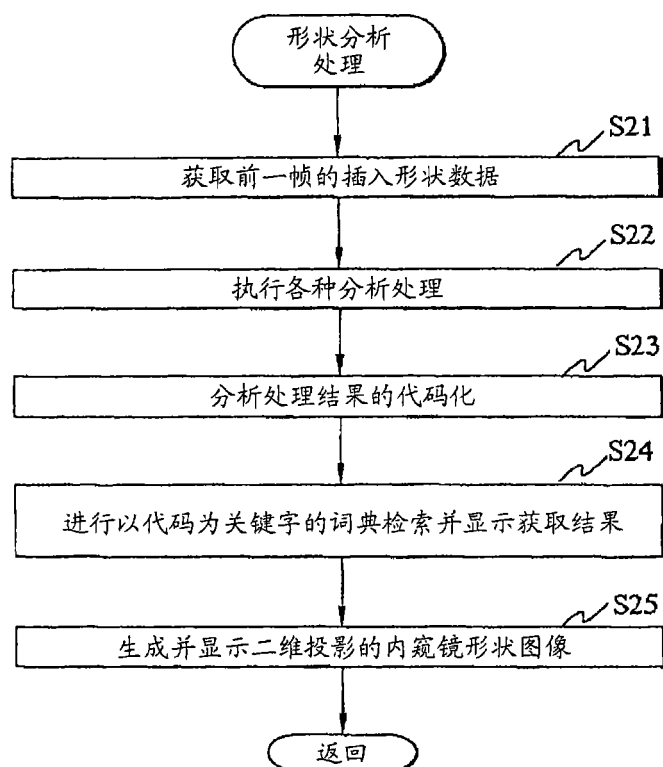 形状分析
处理
S21
获取前一帧的插入形状数据
S22
执行各种分析处理
S23
分析处理结果的代码化
S24
进行以代码为关键字的词典检索并显示获取结果
S25
生成并显示二维投影的内窥镜形状图像
返回